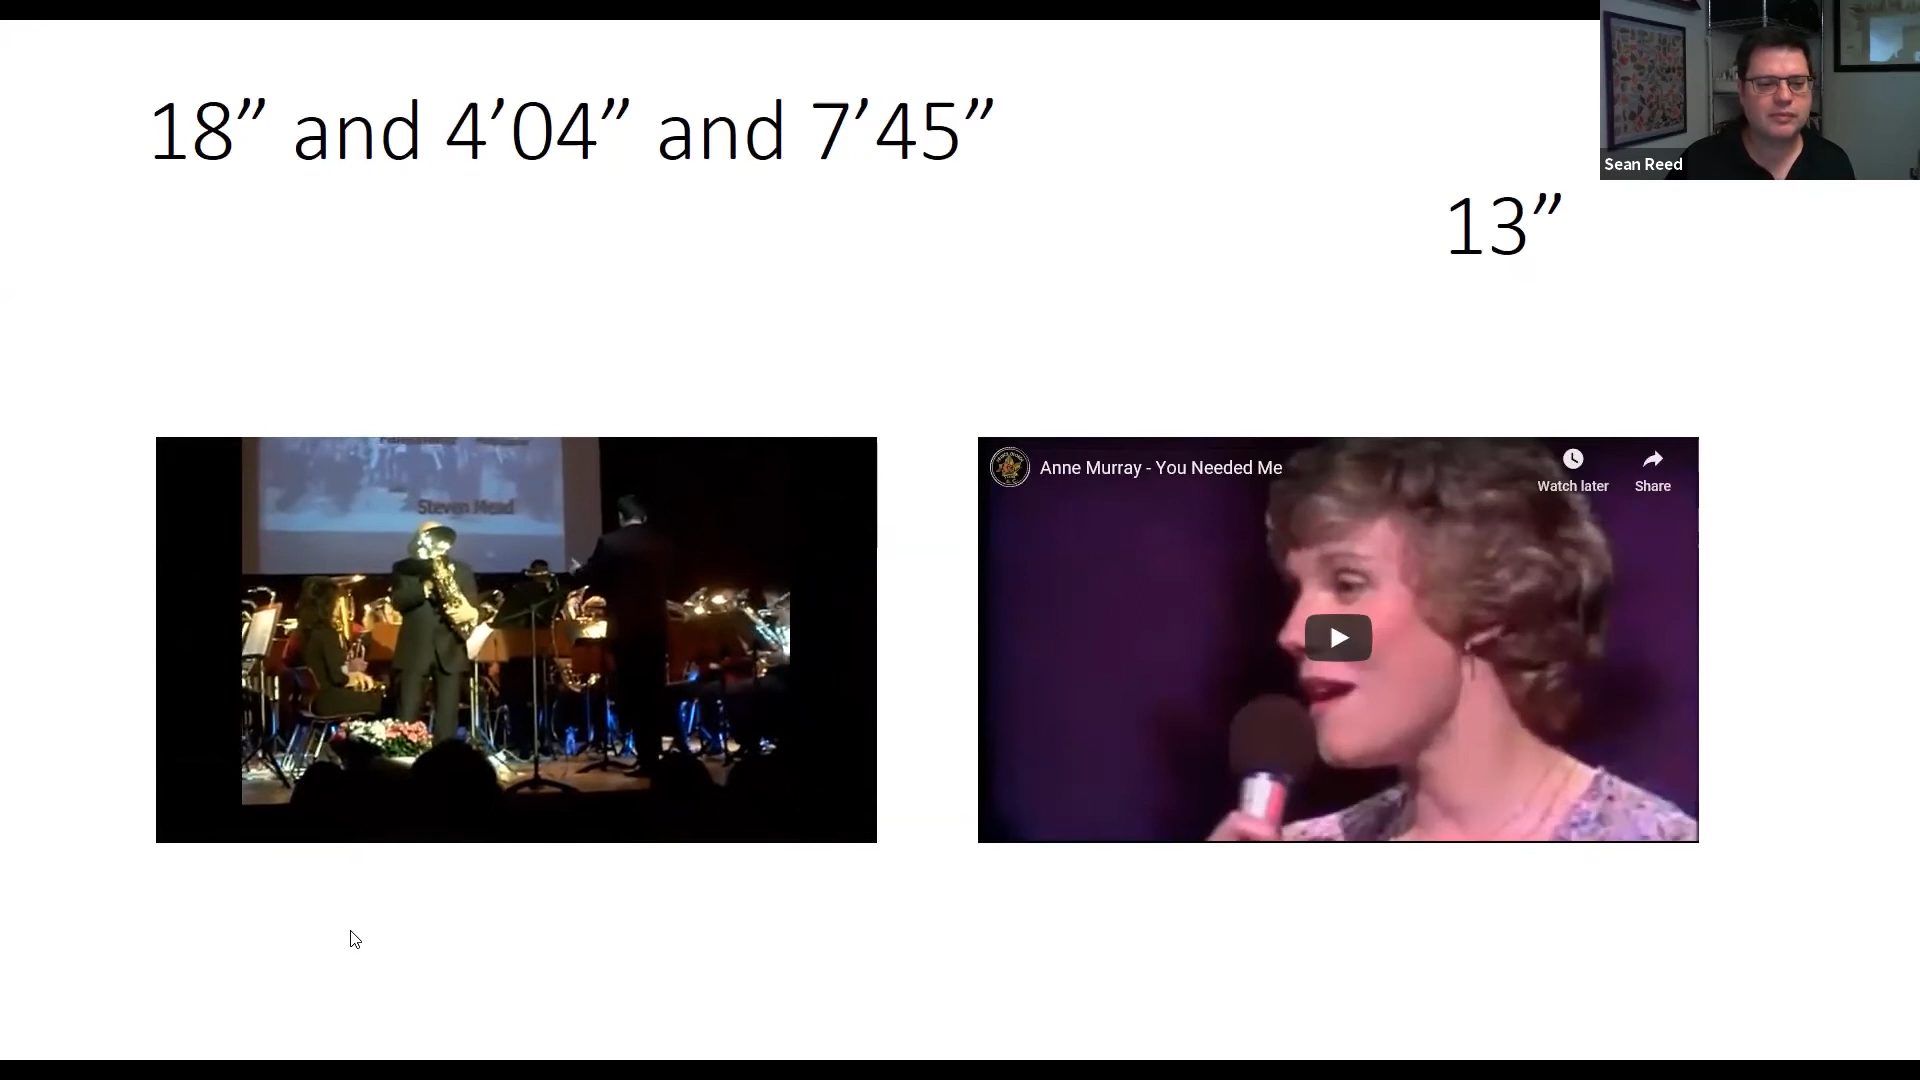 18” and 4’04” and 7’45”
Sean Reed
13”
Steven Mead
Anne Murray - You Needed Me
Watch later
Share